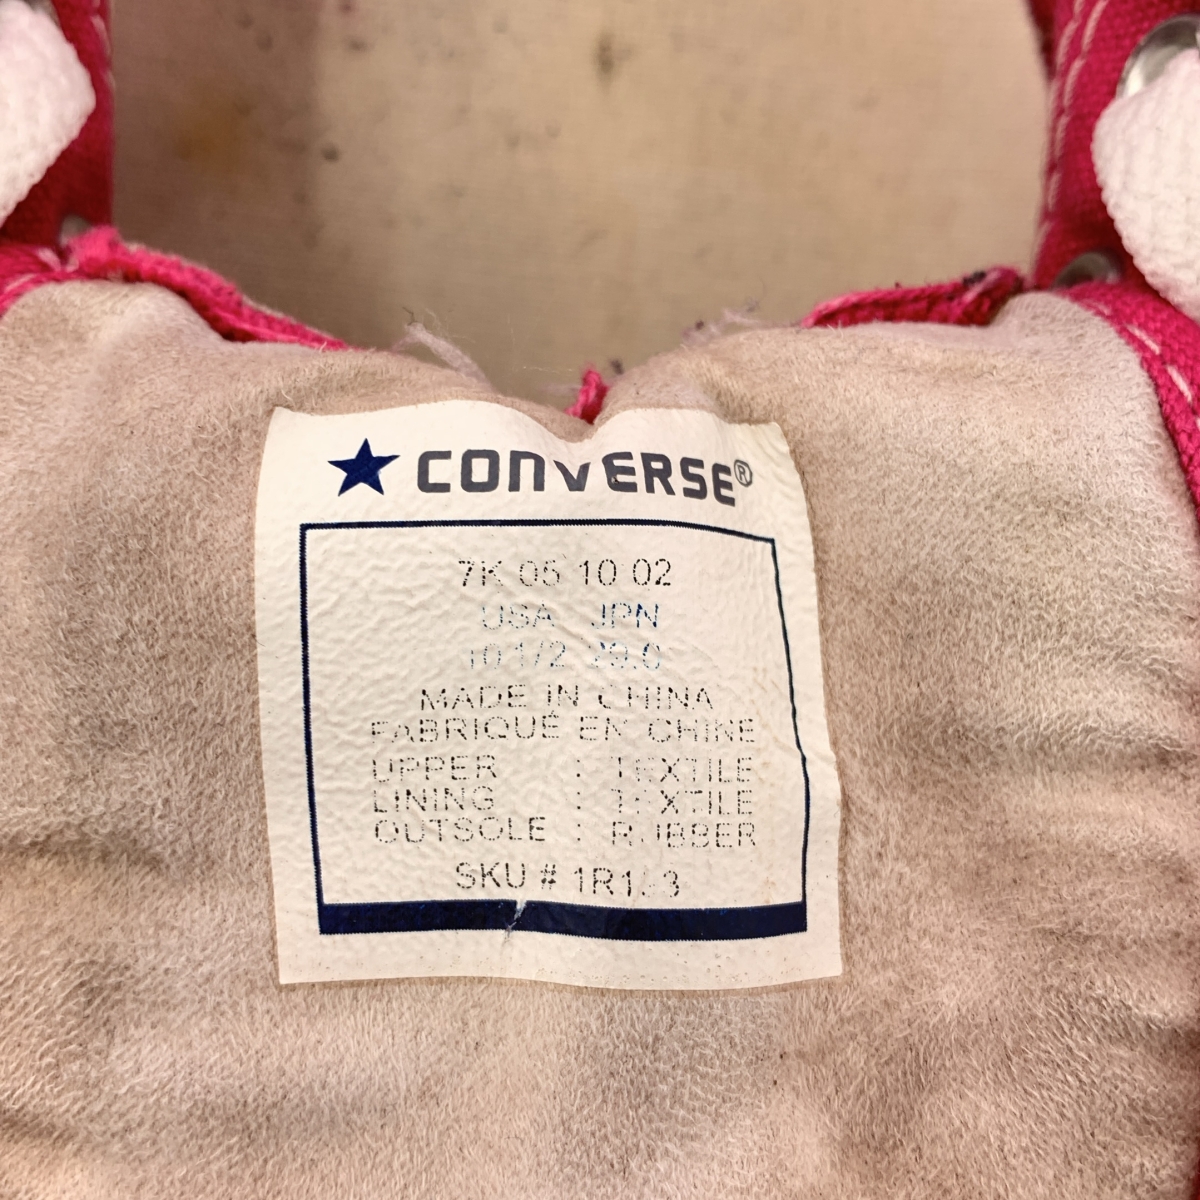 CONVERSE®
7K 05 10 02
USA JPN
10 1/2 29.0
MADE IN CHINA
FABRIQUÉ EN CHINE
UPPER : TEXTILE
LINING : TEXTILE
OUTSOLE : RUBBER
SKU #